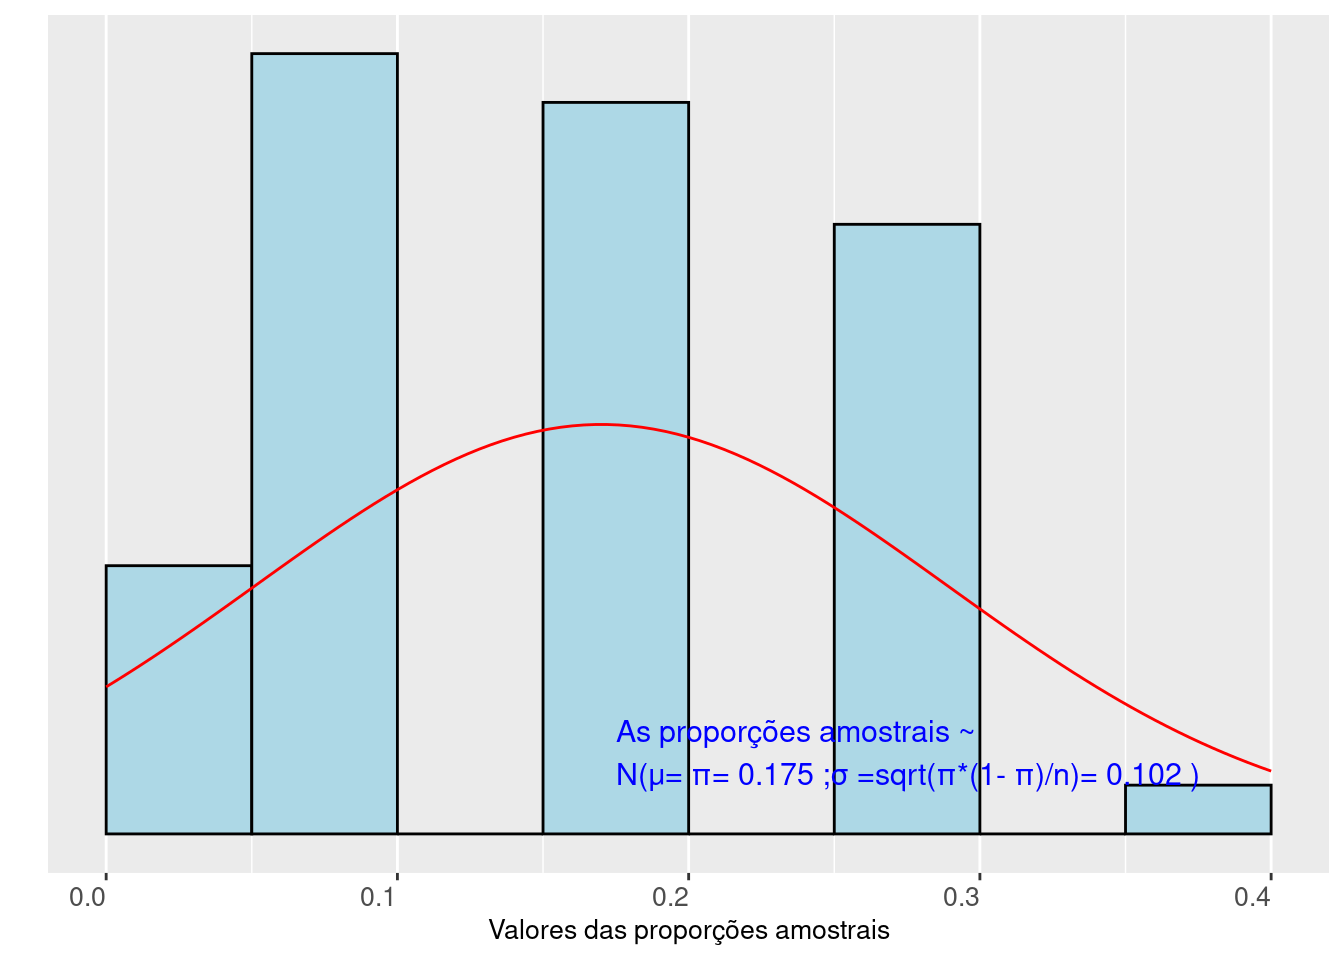 As proporções amostrais ~
N(μ= π= 0.175 ;σ =sqrt(π*(1- π)/n)= 0.102 )
0.0 0.1 0.2 0.3 0.4
Valores das proporções amostrais